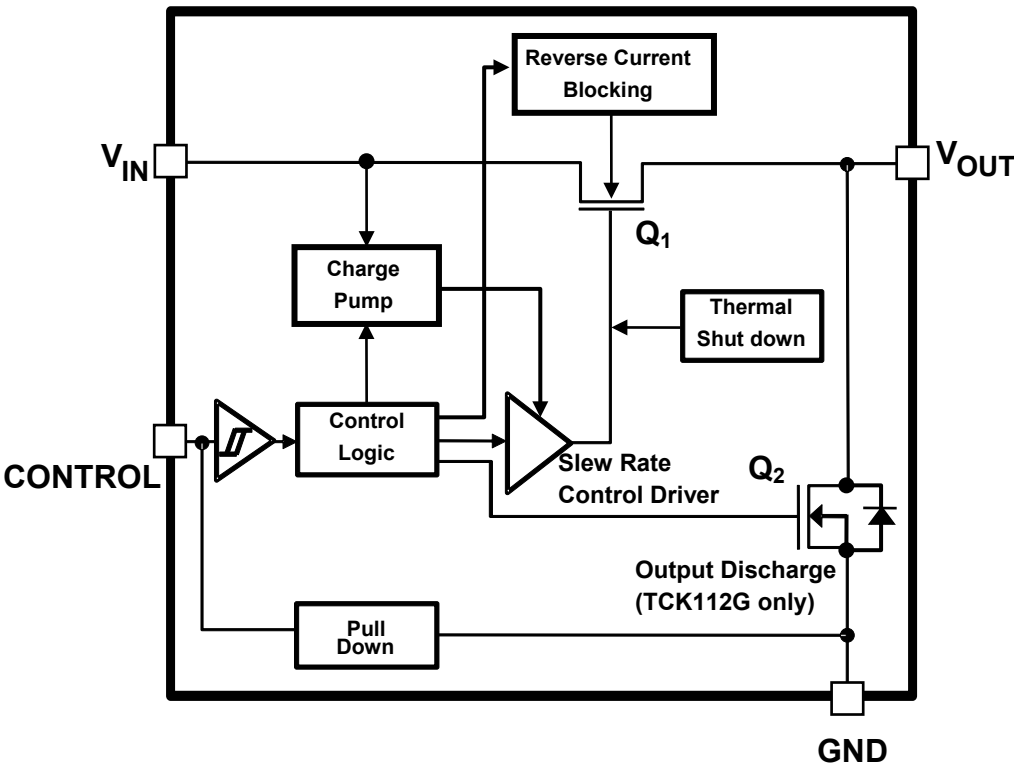 Reverse Current
Blocking
VIN
VOUT
Q1
Charge
Pump
Thermal
Shut down
Control
Logic
CONTROL
Slew Rate
Control Driver
Q2
Output Discharge
(TCK112G only)
Pull
Down
GND